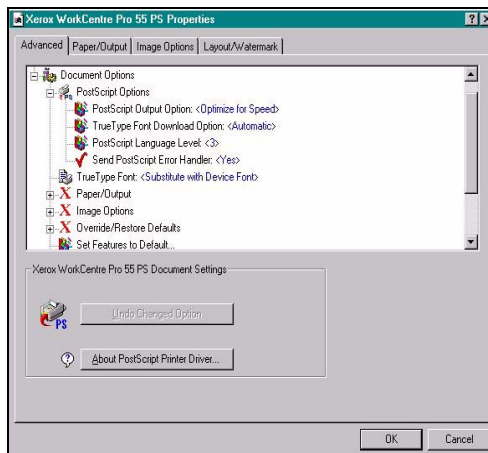 Xerox WorkCentre Pro 55 PS Properties
Advanced Paper/Output Image Options Layout/Watermark
Document Options
PostScript Options
PostScript Output Option: <Optimize for Speed>
TrueType Font Download Option: <Automatic>
PostScript Language Level: <3>
Send PostScript Error Handler: <Yes>
TrueType Font: <Substitute with Device Font>
Paper/Output
Image Options
Override/Restore Defaults
Set Features to Default...
Xerox WorkCentre Pro 55 PS Document Settings
PS
Undo Changed Option
About PostScript Printer Driver...
OK Cancel